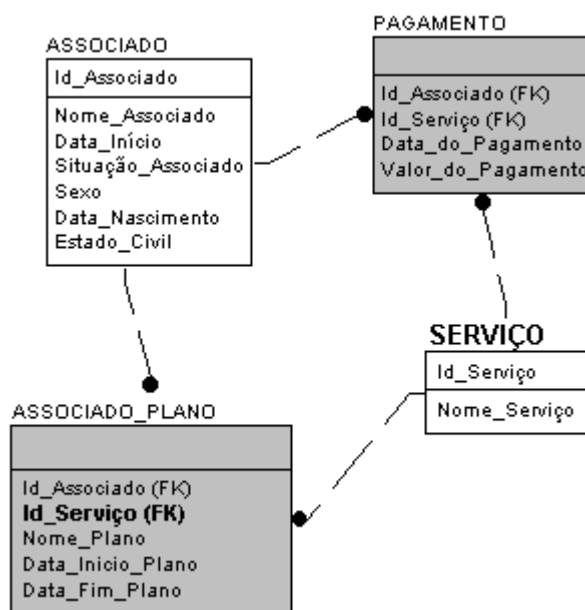 ASSOCIADO
Id_Associado
Nome_Associado
Data_Início
Situação_Associado
Sexo
Data_Nascimento
Estado_Civil
PAGAMENTO
Id_Associado (FK)
Id_Serviço (FK)
Data_do_Pagamento
Valor_do_Pagamento
SERVIÇO
Id_Serviço
Nome_Serviço
ASSOCIADO_PLANO
Id_Associado (FK)
Id_Serviço (FK)
Nome_Plano
Data_Inicio_Plano
Data_Fim_Plano